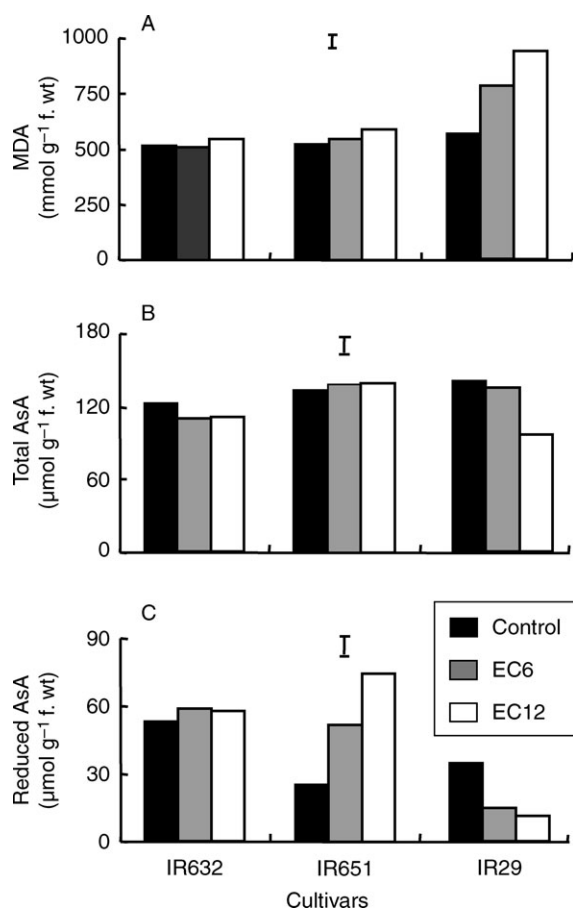 A
1000
750
500
250
0
MDA
(mmol g⁻¹ f. wt)
B
180
120
60
0
Total AsA
(µmol g⁻¹ f. wt)
C
90
60
30
0
Reduced AsA
(µmol g⁻¹ f. wt)
Control
EC6
EC12
IR632 IR651 IR29
Cultivars